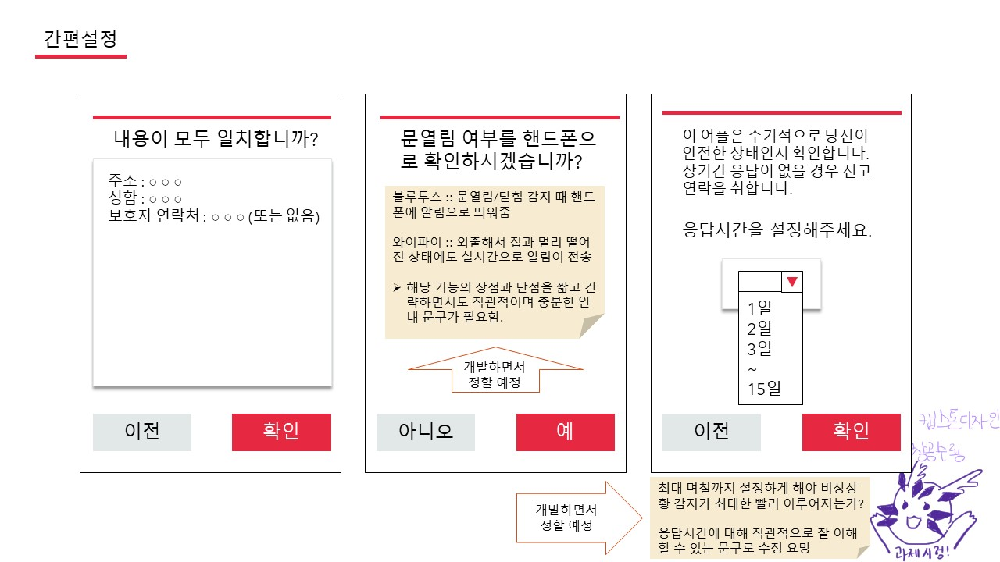 간편설정
내용이 모두 일치합니까?
주소 : ○ ○ ○
성함 : ○ ○ ○
보호자 연락처 : ○ ○ ○ (또는 없음)
이전
확인
문열림 여부를 핸드폰으
로 확인하시겠습니까?
블루투스 :: 문열림/닫힘 감지 때 핸드
폰에 알림으로 띄워줌
와이파이 :: 외출해서 집과 멀리 떨어
진 상태에도 실시간으로 알림이 전송
➢ 해당 기능의 장점과 단점을 짧고 간
략하면서도 직관적이며 충분한 안
내 문구가 필요함.
개발하면서
정할 예정
아니오
예
이 어플은 주기적으로 당신이
안전한 상태인지 확인합니다.
장기간 응답이 없을 경우 신고
연락을 취합니다.
응답시간을 설정해주세요.
▼
1일
2일
3일
~
15일
이전
확인
개발하면서
정할 예정
최대 며칠까지 설정하게 해야 비상상
황 감지가 최대한 빨리 이루어지는가?
응답시간에 대해 직관적으로 잘 이해
할 수 있는 문구로 수정 요망
캡스톤디자인
과제시렁!